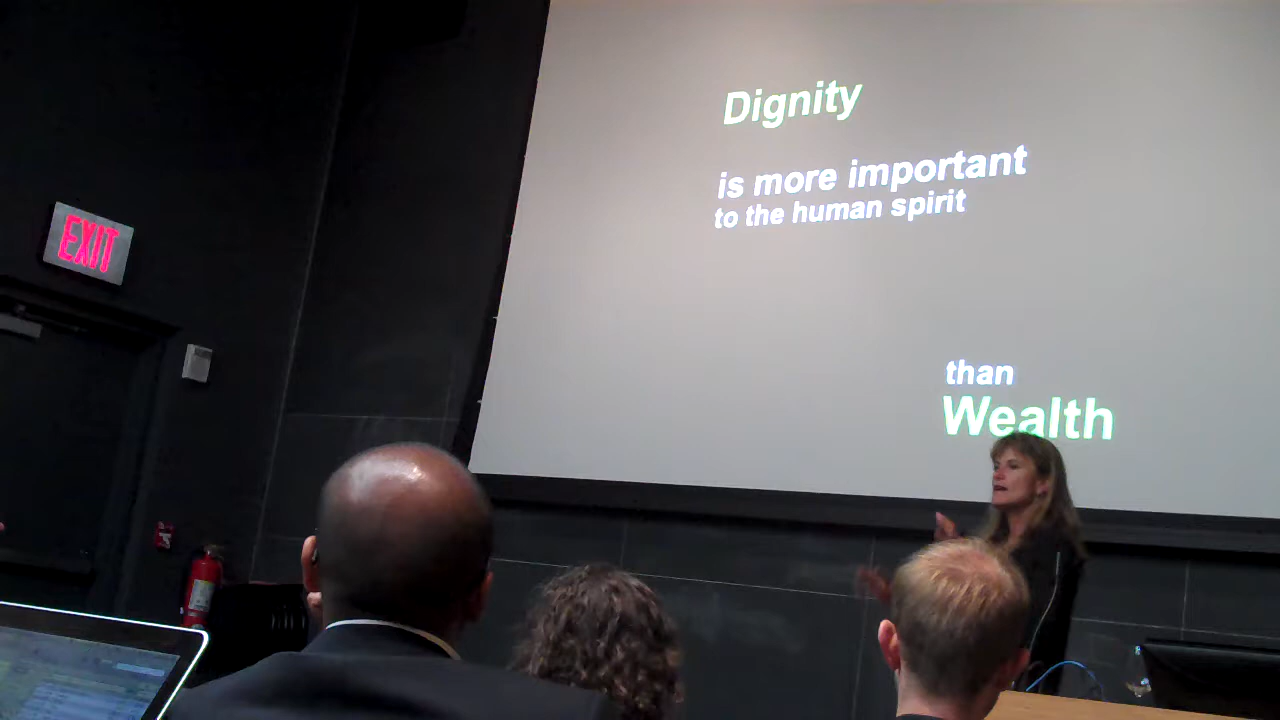 Dignity
is more important
to the human spirit
than
Wealth
EXIT